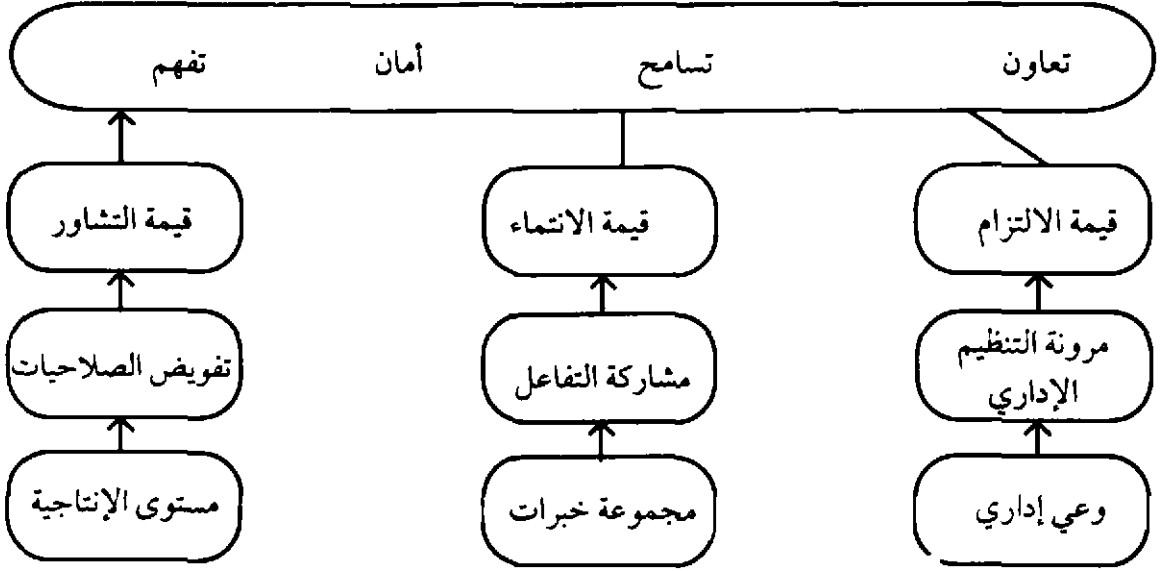 تعاون تسامح أمان تفهم
قيمة الالتزام قيمة الانتماء قيمة التشاور
مرونة التنظيم
الإداري
مشاركة التفاعل
تفويض الصلاحيات
وعي إداري مجموعة خبرات مستوى الإنتاجية